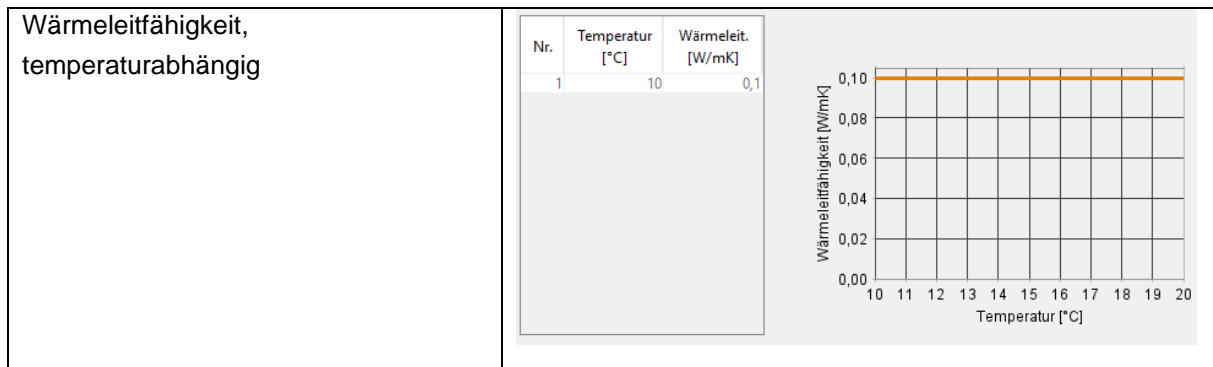 Wärmeleitfähigkeit,
temperaturabhängig
Nr.
Temperatur
[°C]
Wärmeleit.
[W/mK]
1 10 0,1
Wärmeleitfähigkeit [W/mK]
0,10
0,08
0,06
0,04
0,02
0,00
10 11 12 13 14 15 16 17 18 19 20
Temperatur [°C]